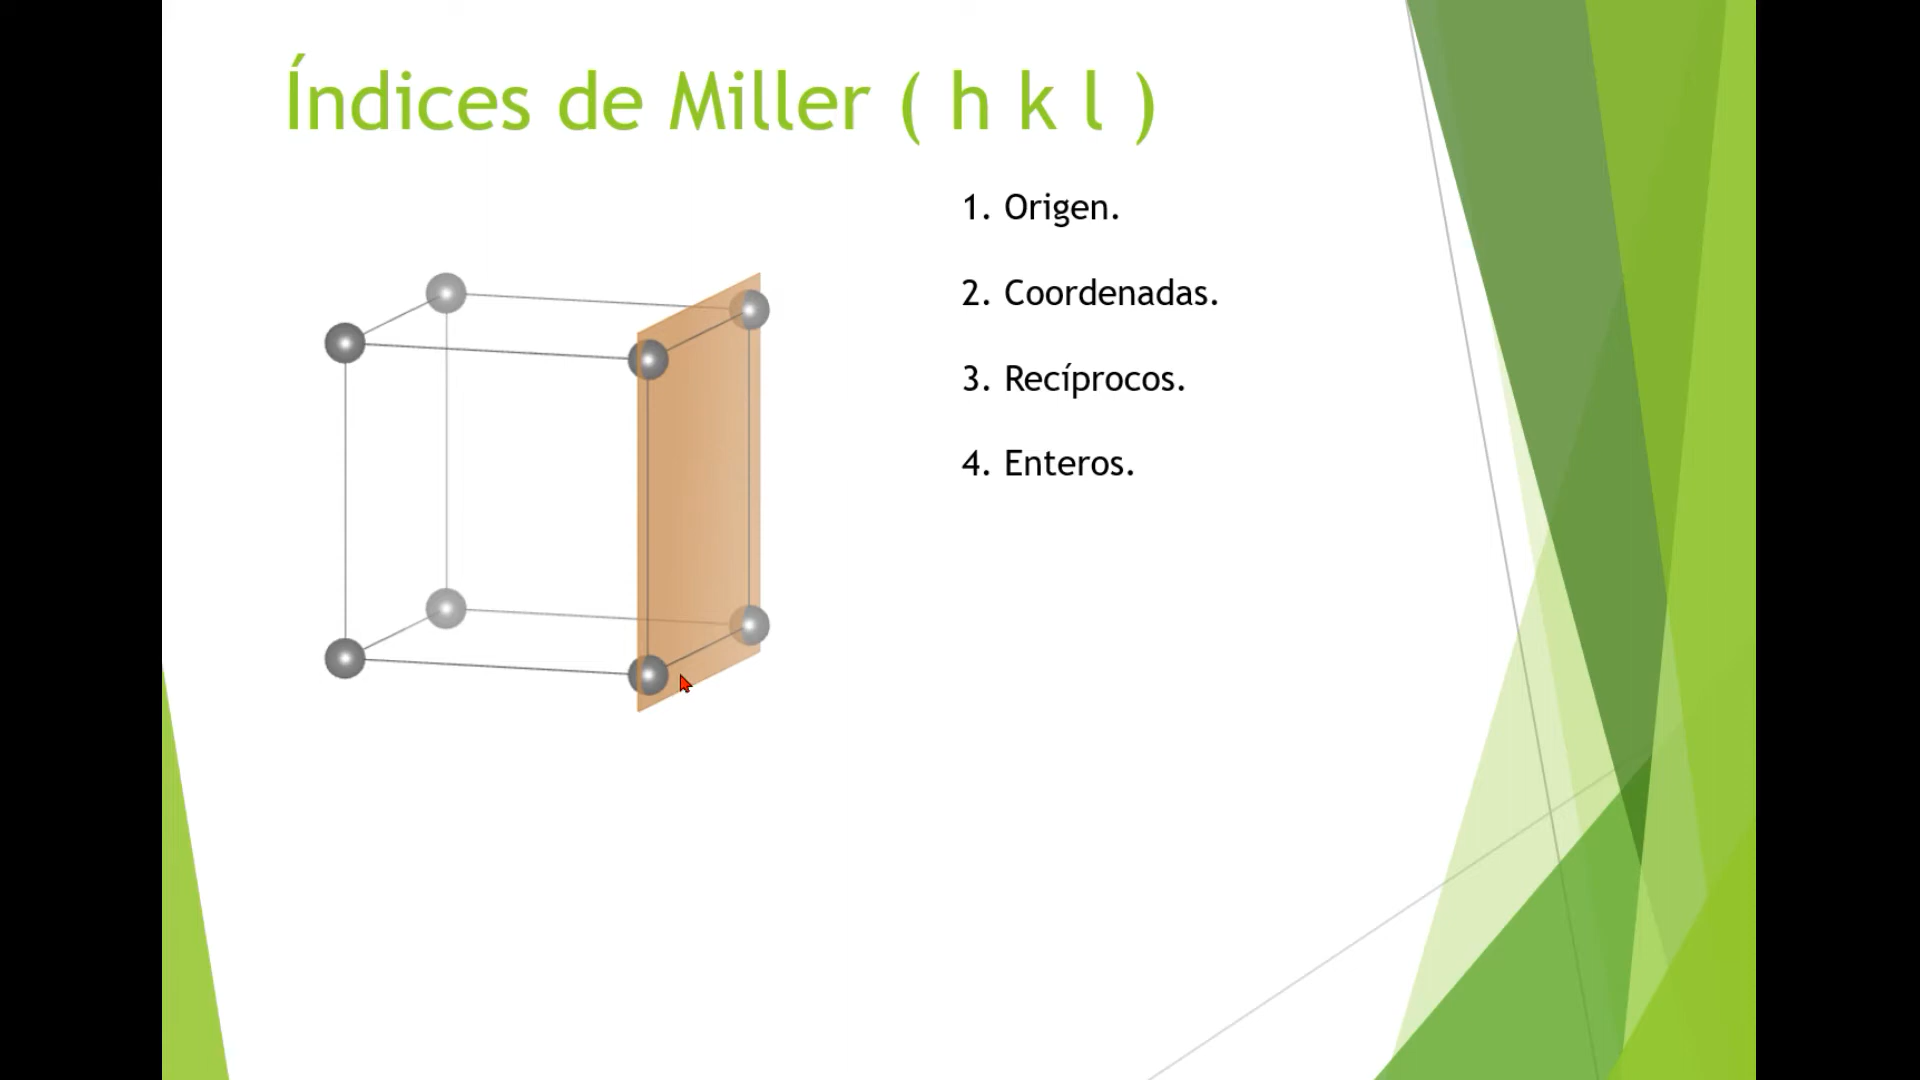 Índices de Miller ( h k l )
1. Origen.
2. Coordenadas.
3. Recíprocos.
4. Enteros.